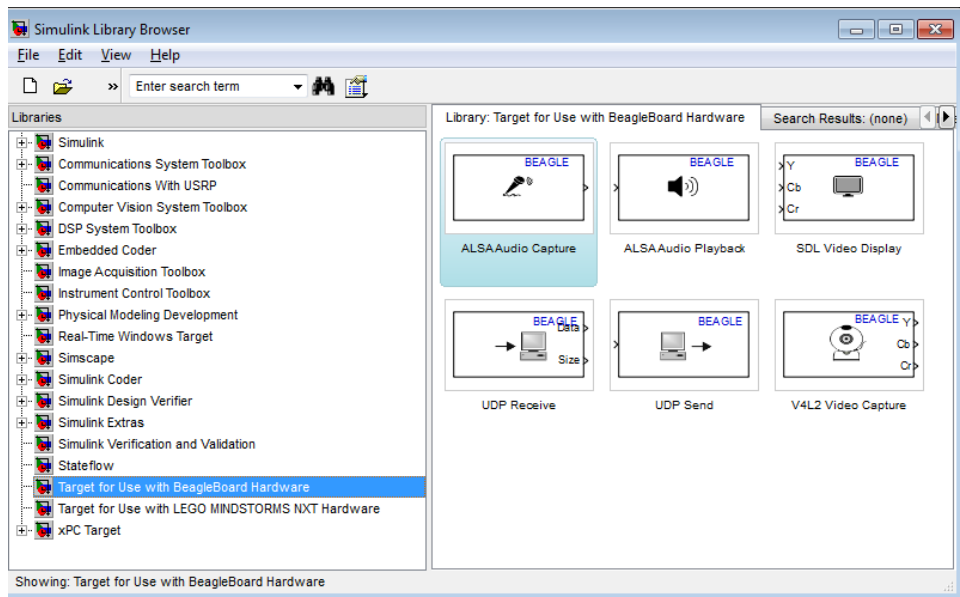 Simulink Library Browser
File Edit View Help
» Enter search term
Libraries
Simulink
Communications System Toolbox
Communications With USRP
Computer Vision System Toolbox
DSP System Toolbox
Embedded Coder
Image Acquisition Toolbox
Instrument Control Toolbox
Physical Modeling Development
Real-Time Windows Target
Simscape
Simulink Coder
Simulink Design Verifier
Simulink Extras
Simulink Verification and Validation
Stateflow
Target for Use with BeagleBoard Hardware
Target for Use with LEGO MINDSTORMS NXT Hardware
xPC Target
Library: Target for Use with BeagleBoard Hardware Search Results: (none)
BEAGLE
ALSA Audio Capture
BEAGLE
ALSA Audio Playback
BEAGLE
Y
Cb
Cr
SDL Video Display
BEAGLE
Data
Size
UDP Receive
BEAGLE
UDP Send
BEAGLE
Y
Cb
Cr
V4L2 Video Capture
Showing: Target for Use with BeagleBoard Hardware